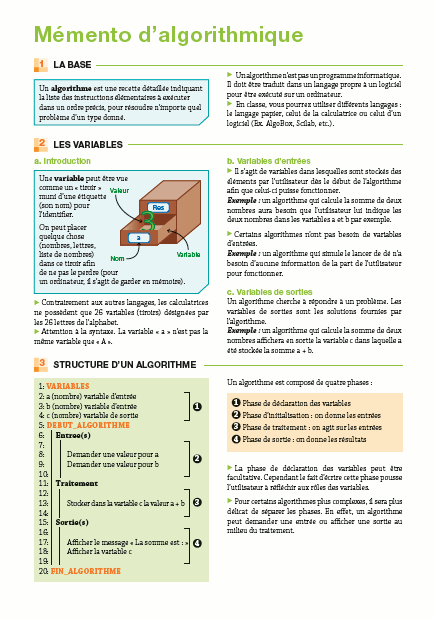 Mémento d'algorithmique
1 LA BASE
Un algorithme est une recette détaillée indiquant
la liste des instructions élémentaires à exécuter
dans un ordre précis, pour résoudre n'importe quel
problème d'un type donné.
Un algorithme n'est pas un programme informatique.
Il doit être traduit dans un langage propre à un logiciel
pour être exécuté sur un ordinateur.
En classe, vous pourrez utiliser différents langages :
le langage papier, celui de la calculatrice ou celui d'un
logiciel (Ex. AlgoBox, Scilab, etc.).
2 LES VARIABLES
a. Introduction
Une variable peut être vue
comme un « tiroir »
muni d'une étiquette
(son nom) pour
l'identifier.
On peut placer
quelque chose
(nombres, lettres,
liste de nombres)
dans ce tiroir afin
de ne pas le perdre (pour
un ordinateur, il s'agit de garder en mémoire).
Valeur
Res
3
a
Nom
Variable
Contrairement aux autres langages, les calculatrices
ne possèdent que 26 variables (tiroirs) désignées par
les 26 lettres de l'alphabet.
Attention à la syntaxe. La variable « a » n'est pas la
même variable que « A ».
b. Variables d'entrées
Il s'agit de variables dans lesquelles sont stockés des
éléments par l'utilisateur dès le début de l'algorithme
afin que celui-ci puisse fonctionner.
Exemple : un algorithme qui calcule la somme de deux
nombres aura besoin que l'utilisateur lui indique les
deux nombres dans les variables a et b par exemple.
Certains algorithmes n'ont pas besoin de variables
d'entrées.
Exemple : un algorithme qui simule le lancer de dé n'a
besoin d'aucune information de la part de l'utilisateur
pour fonctionner.
c. Variables de sorties
Un algorithme cherche à répondre à un problème. Les
variables de sorties sont les solutions fournies par
l'algorithme.
Exemple : un algorithme qui calcule la somme de deux
nombres affichera en sortie la variable c dans laquelle a
été stockée la somme a + b.
3 STRUCTURE D'UN ALGORITHME
1: VARIABLES
2: a (nombre) variable d'entrée
3: b (nombre) variable d'entrée
4: c (nombre) variable de sortie
1
5: DEBUT_ALGORITHME
6: Entree(s)
7:
8: Demander une valeur pour a
9: Demander une valeur pour b
10:
2
11: Traitement
12:
13: Stocker dans la variable c la valeur a + b
14:
3
15: Sortie(s)
16:
17: Afficher le message « La somme est : »
18: Afficher la variable c
19:
4
20: FIN_ALGORITHME
Un algorithme est composé de quatre phases :
1 Phase de déclaration des variables
2 Phase d'initialisation : on donne les entrées
3 Phase de traitement : on agit sur les entrées
4 Phase de sortie : on donne les résultats
La phase de déclaration des variables peut être
facultative. Cependant le fait d'écrire cette phase pousse
l'utilisateur à réfléchir aux rôles des variables.
Pour certains algorithmes plus complexes, il sera plus
délicat de séparer les phases. En effet, un algorithme
peut demander une entrée ou afficher une sortie au
milieu du traitement.